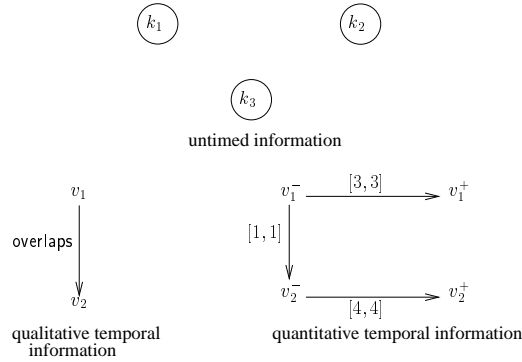 k₁ k₂
k₃
untimed information
v₁ v₁⁻ [3, 3] v₁⁺
overlaps [1, 1]
v₂ v₂⁻ [4, 4] v₂⁺
qualitative temporal quantitative temporal information
information